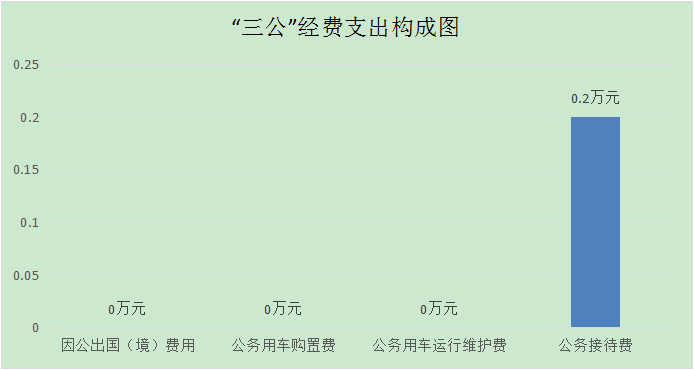 “三公”经费支出构成图
0.25
0.2
0.15
0.1
0.05
0
0万元
0万元
0万元
0.2万元
因公出国（境）费用
公务用车购置费
公务用车运行维护费
公务接待费